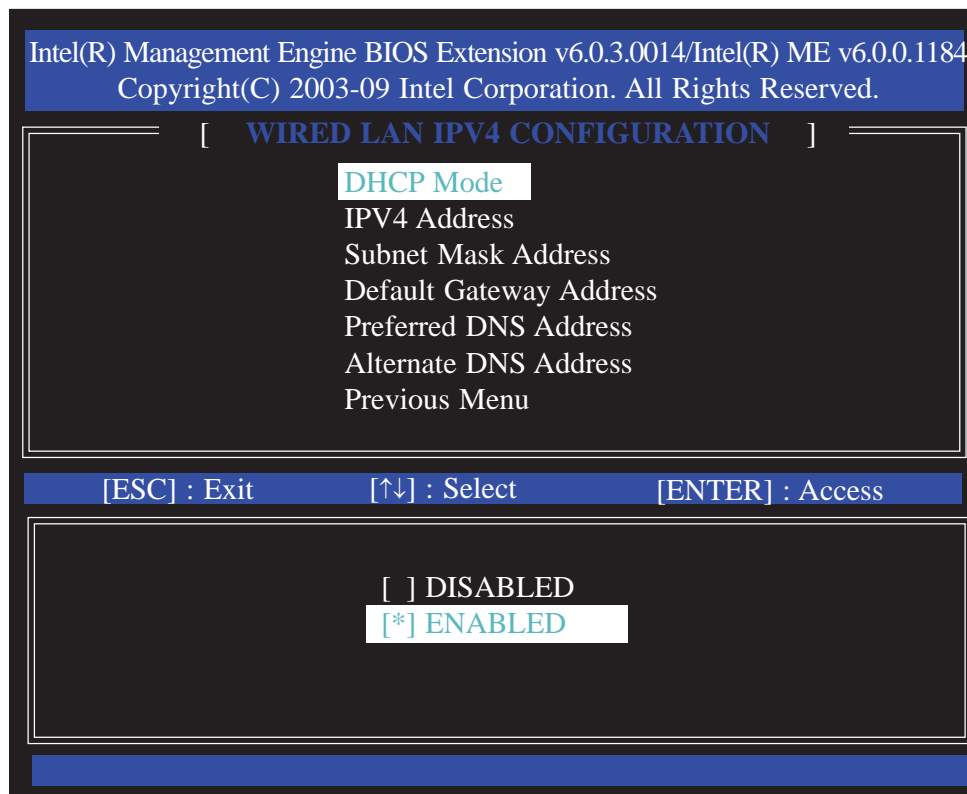 Intel(R) Management Engine BIOS Extension v6.0.3.0014/Intel(R) ME v6.0.0.1184
Copyright(C) 2003-09 Intel Corporation. All Rights Reserved.
[ WIRED LAN IPV4 CONFIGURATION ]
DHCP Mode
IPV4 Address
Subnet Mask Address
Default Gateway Address
Preferred DNS Address
Alternate DNS Address
Previous Menu
[ESC] : Exit [↑↓] : Select [ENTER] : Access
[ ] DISABLED
[*] ENABLED